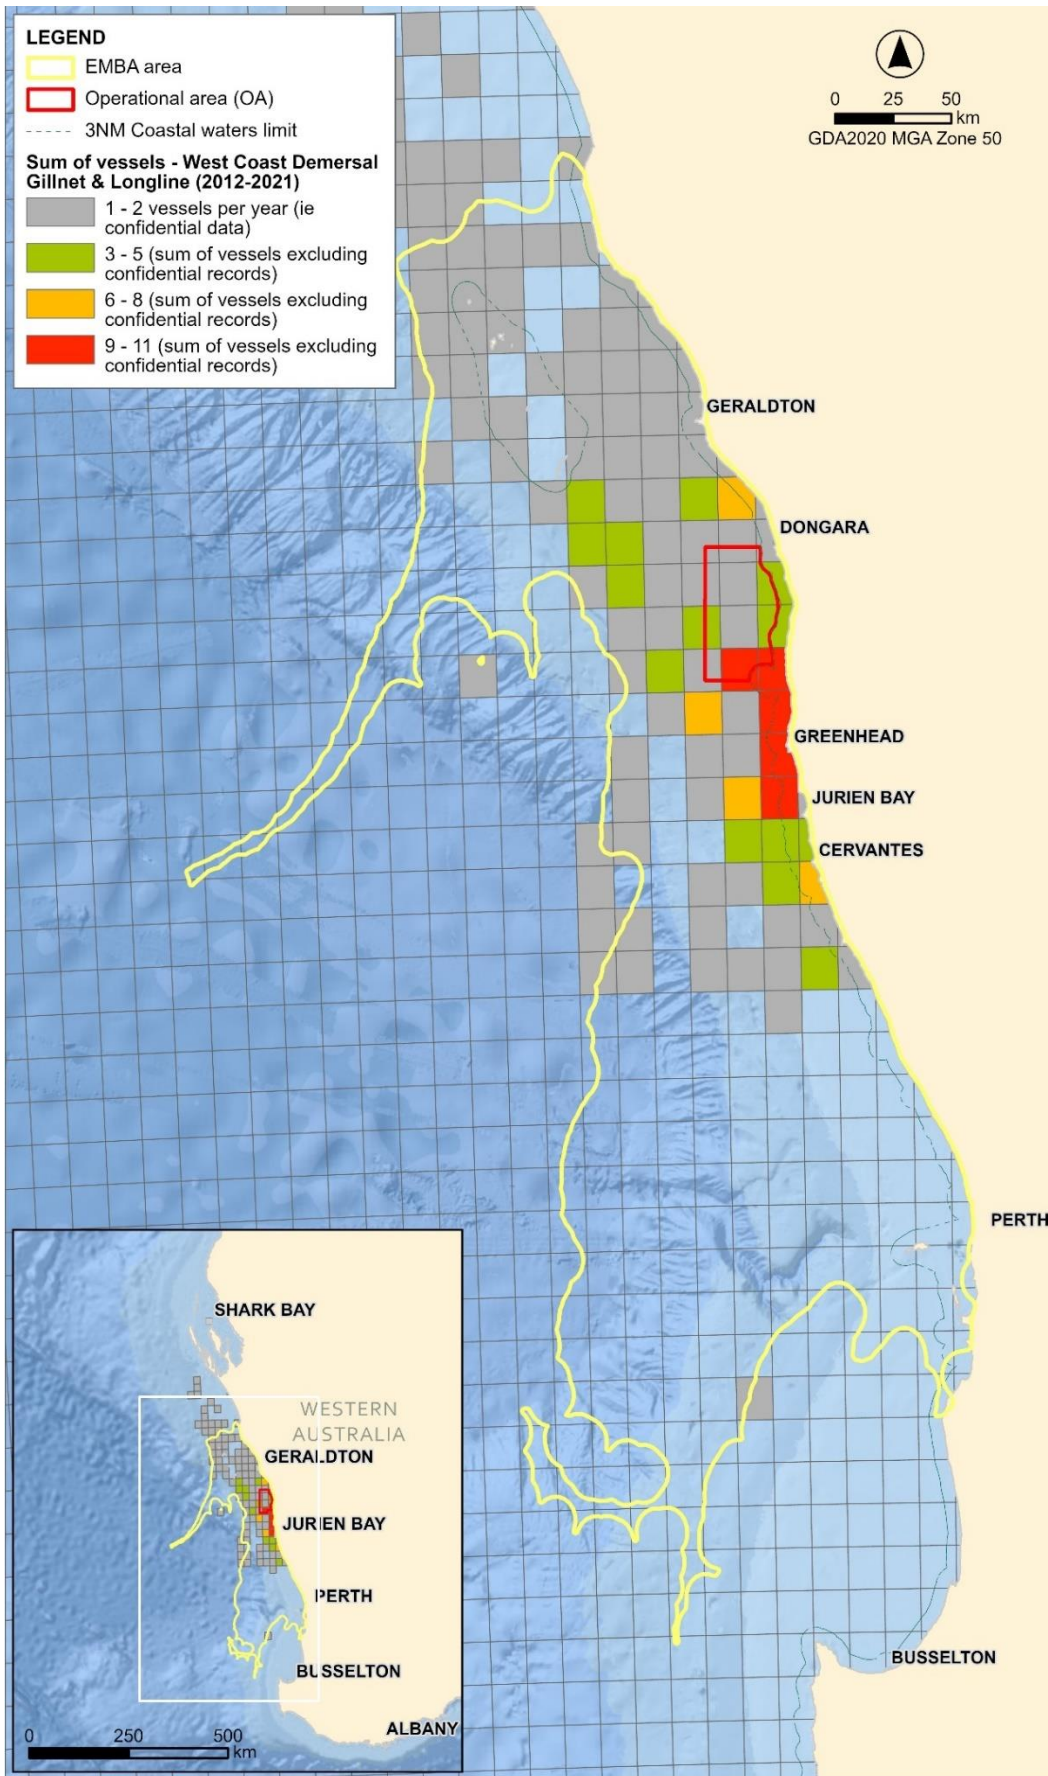 LEGEND
EMBA area
Operational area (OA)
3NM Coastal waters limit
Sum of vessels - West Coast Demersal
Gillnet & Longline (2012-2021)
1 - 2 vessels per year (ie
confidential data)
3 - 5 (sum of vessels excluding
confidential records)
6 - 8 (sum of vessels excluding
confidential records)
9 - 11 (sum of vessels excluding
confidential records)
0 25 50
km
GDA2020 MGA Zone 50
GERALDTON
DONGARA
GREENHEAD
JURIEN BAY
CERVANTES
PERTH
BUSSELTON
SHARK BAY
WESTERN
AUSTRALIA
GERALDTON
JURIEN BAY
PERTH
BUSSELTON
ALBANY
0 250 500
km